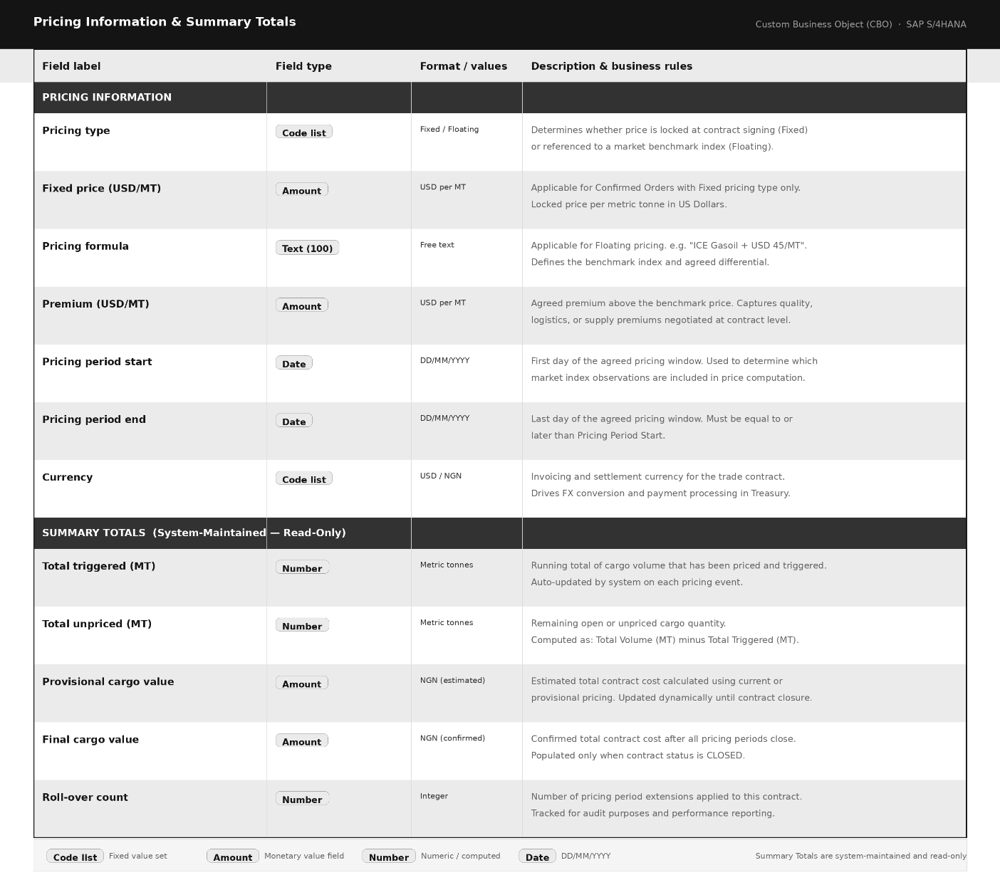 Pricing Information & Summary Totals
Custom Business Object (CBO) · SAP S/4HANA
Field label Field type Format / values Description & business rules
PRICING INFORMATION
Pricing type Code list Fixed / Floating Determines whether price is locked at contract signing (Fixed)
or referenced to a market benchmark index (Floating).
Fixed price (USD/MT) Amount USD per MT Applicable for Confirmed Orders with Fixed pricing type only.
Locked price per metric tonne in US Dollars.
Pricing formula Text (100) Free text Applicable for Floating pricing. e.g. "ICE Gasoil + USD 45/MT".
Defines the benchmark index and agreed differential.
Premium (USD/MT) Amount USD per MT Agreed premium above the benchmark price. Captures quality,
logistics, or supply premiums negotiated at contract level.
Pricing period start Date DD/MM/YYYY First day of the agreed pricing window. Used to determine which
market index observations are included in price computation.
Pricing period end Date DD/MM/YYYY Last day of the agreed pricing window. Must be equal to or
later than Pricing Period Start.
Currency Code list USD / NGN Invoicing and settlement currency for the trade contract.
Drives FX conversion and payment processing in Treasury.
SUMMARY TOTALS (System-Maintained — Read-Only)
Total triggered (MT) Number Metric tonnes Running total of cargo volume that has been priced and triggered.
Auto-updated by system on each pricing event.
Total unpriced (MT) Number Metric tonnes Remaining open or unpriced cargo quantity.
Computed as: Total Volume (MT) minus Total Triggered (MT).
Provisional cargo value Amount NGN (estimated) Estimated total contract cost calculated using current or
provisional pricing. Updated dynamically until contract closure.
Final cargo value Amount NGN (confirmed) Confirmed total contract cost after all pricing periods close.
Populated only when contract status is CLOSED.
Roll-over count Number Integer Number of pricing period extensions applied to this contract.
Tracked for audit purposes and performance reporting.
Code list Fixed value set Amount Monetary value field Number Numeric / computed Date DD/MM/YYYY Summary Totals are system-maintained and read-only